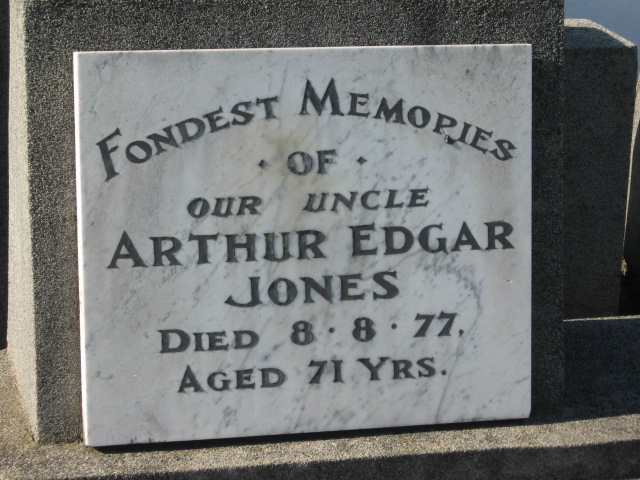 FONDEST MEMORIES
· OF ·
OUR UNCLE
ARTHUR EDGAR
JONES
DIED 8·8·77.
AGED 71 YRS.